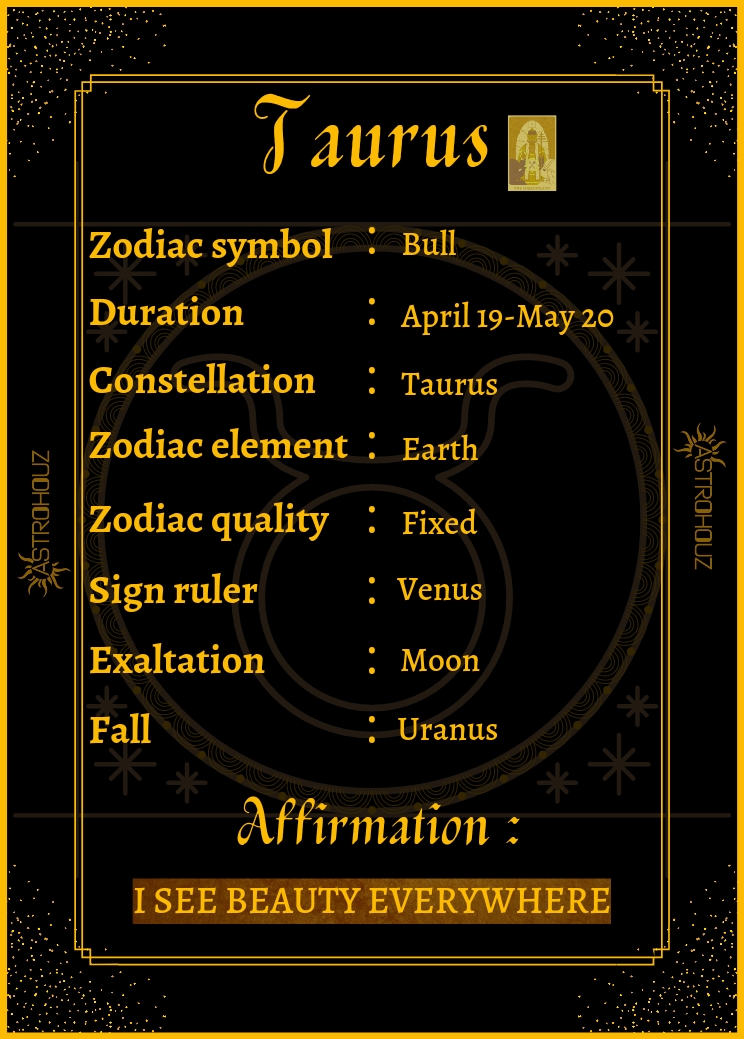 Taurus
Zodiac symbol : Bull
Duration : April 19-May 20
Constellation : Taurus
Zodiac element : Earth
Zodiac quality : Fixed
Sign ruler : Venus
Exaltation : Moon
Fall : Uranus
Affirmation :
I SEE BEAUTY EVERYWHERE
ASTROHOUZ
ASTROHOUZ